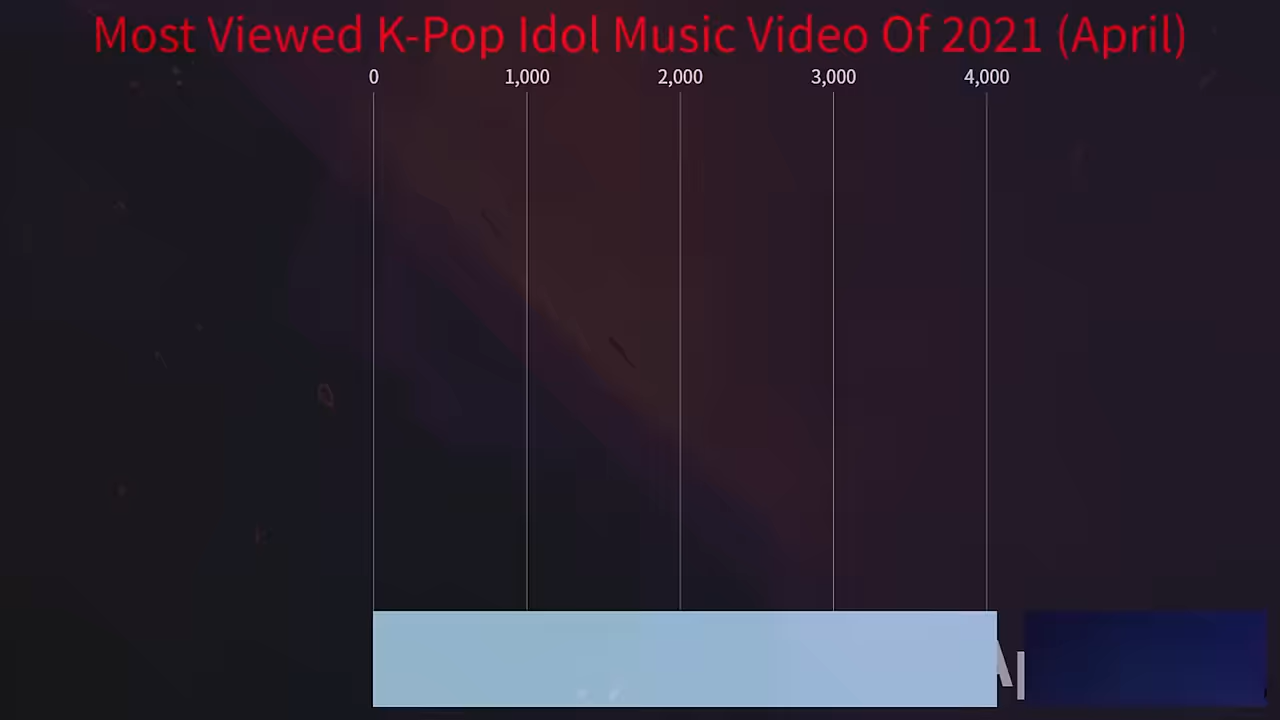 Most Viewed K-Pop Idol Music Video Of 2021 (April)
0 1,000 2,000 3,000 4,000